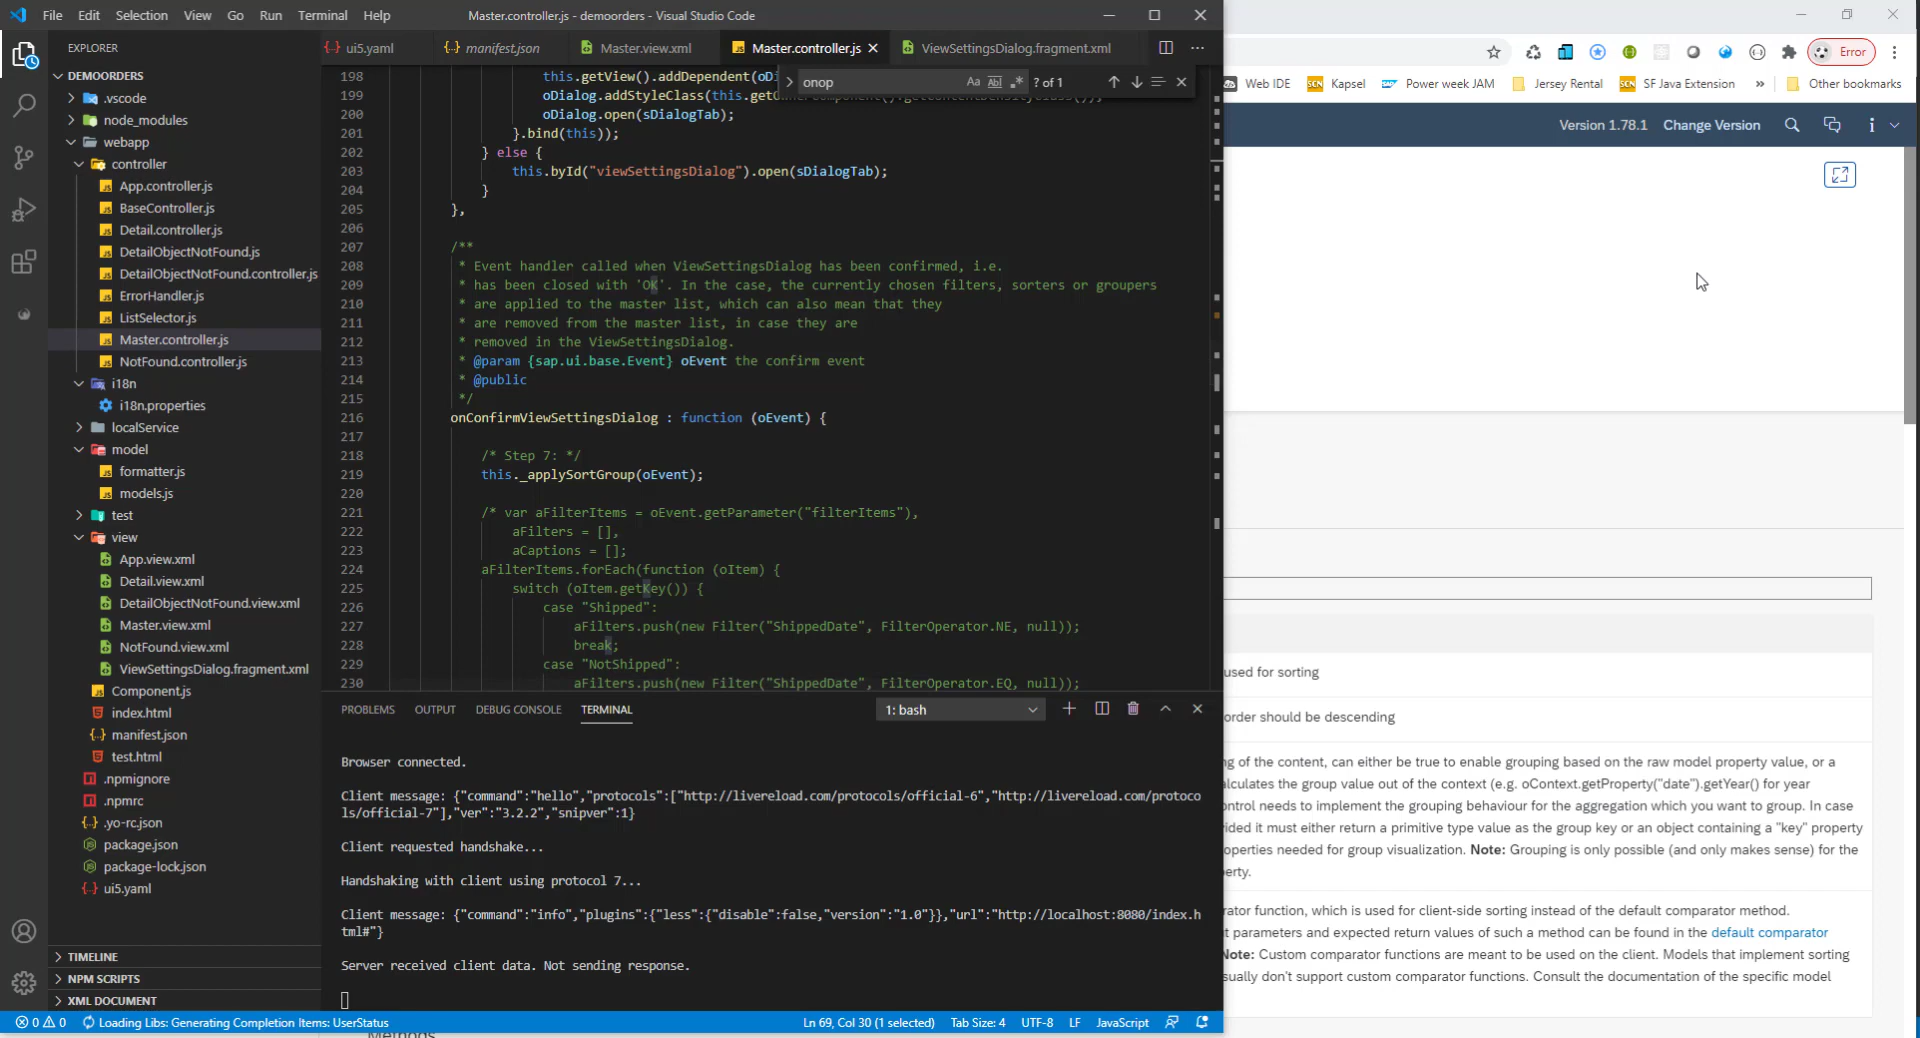 File Edit Selection View Go Run Terminal Help Master.controller.js - demoorders - Visual Studio Code
EXPLORER
DEMOORDERS
.vscode
node_modules
webapp
controller
App.controller.js
BaseController.js
Detail.controller.js
DetailObjectNotFound.js
DetailObjectNotFound.controller.js
ErrorHandler.js
ListSelector.js
Master.controller.js
NotFound.controller.js
i18n
i18n.properties
localService
model
formatter.js
models.js
test
view
App.view.xml
Detail.view.xml
DetailObjectNotFound.view.xml
Master.view.xml
NotFound.view.xml
ViewSettingsDialog.fragment.xml
Component.js
index.html
manifest.json
test.html
.npmignore
.npmrc
.yo-rc.json
package.json
package-lock.json
ui5.yaml
TIMELINE
NPM SCRIPTS
XML DOCUMENT
ui5.yaml manifest.json Master.view.xml Master.controller.js ViewSettingsDialog.fragment.xml
onop Aa Abl ? of 1
198 this.getView().addDependent(oDi
199 oDialog.addStyleClass(this.get
200 oDialog.open(sDialogTab);
201 }.bind(this));
202 } else {
203 this.byId("viewSettingsDialog").open(sDialogTab);
204 }
205 },
206
207 /**
208 * Event handler called when ViewSettingsDialog has been confirmed, i.e.
209 * has been closed with 'OK'. In the case, the currently chosen filters, sorters or groupers
210 * are applied to the master list, which can also mean that they
211 * are removed from the master list, in case they are
212 * removed in the ViewSettingsDialog.
213 * @param {sap.ui.base.Event} oEvent the confirm event
214 * @public
215 */
216 onConfirmViewSettingsDialog : function (oEvent) {
217
218 /* Step 7: */
219 this._applySortGroup(oEvent);
220
221 /* var aFilterItems = oEvent.getParameter("filterItems"),
222 aFilters = [],
223 aCaptions = [];
224 aFilterItems.forEach(function (oItem) {
225 switch (oItem.getKey()) {
226 case "Shipped":
227 aFilters.push(new Filter("ShippedDate", FilterOperator.NE, null));
228 break;
229 case "NotShipped":
230 aFilters.push(new Filter("ShippedDate", FilterOperator.EQ, null));
PROBLEMS OUTPUT DEBUG CONSOLE TERMINAL 1: bash
Browser connected.
Client message: {"command":"hello","protocols":["http://livereload.com/protocols/official-6","http://livereload.com/protoco
ls/official-7"],"ver":"3.2.2","snipver":1}
Client requested handshake...
Handshaking with client using protocol 7...
Client message: {"command":"info","plugins":{"less":{"disable":false,"version":"1.0"}},"url":"http://localhost:8080/index.h
tml#"}
Server received client data. Not sending response.
0 0 Loading Libs: Generating Completion Items: UserStatus Ln 69, Col 30 (1 selected) Tab Size: 4 UTF-8 LF JavaScript
Error
Web IDE Kapsel Power week JAM Jersey Rental SF Java Extension » Other bookmarks
Version 1.78.1 Change Version
used for sorting
order should be descending
g of the content, can either be true to enable grouping based on the raw model property value, or a
lculates the group value out of the context (e.g. oContext.getProperty("date").getYear() for year
ontrol needs to implement the grouping behaviour for the aggregation which you want to group. In case
ided it must either return a primitive type value as the group key or an object containing a "key" property
operties needed for group visualization. Note: Grouping is only possible (and only makes sense) for the
erty.
ator function, which is used for client-side sorting instead of the default comparator method.
t parameters and expected return values of such a method can be found in the default comparator
Note: Custom comparator functions are meant to be used on the client. Models that implement sorting
sually don't support custom comparator functions. Consult the documentation of the specific model